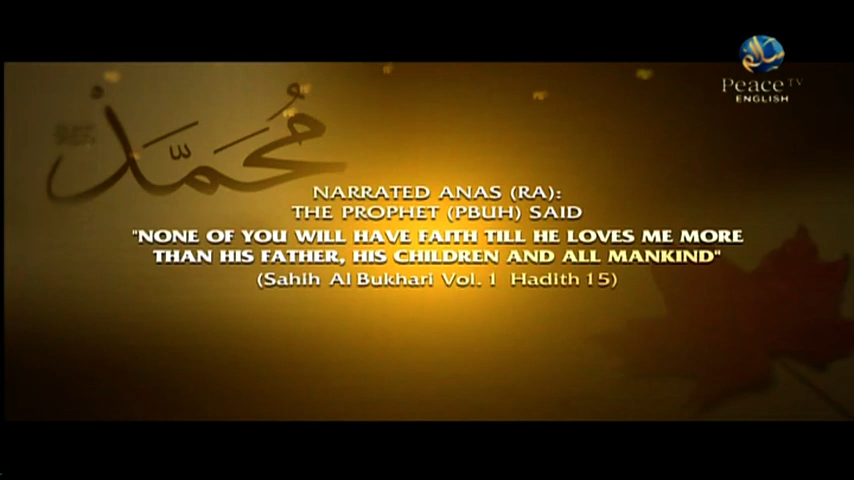 سلام
Peace TV
ENGLISH
مُحَمَّد
NARRATED ANAS (RA):
THE PROPHET (PBUH) SAID
"NONE OF YOU WILL HAVE FAITH TILL HE LOVES ME MORE
THAN HIS FATHER, HIS CHILDREN AND ALL MANKIND"
(Sahih Al Bukhari Vol. 1 Hadith 15)